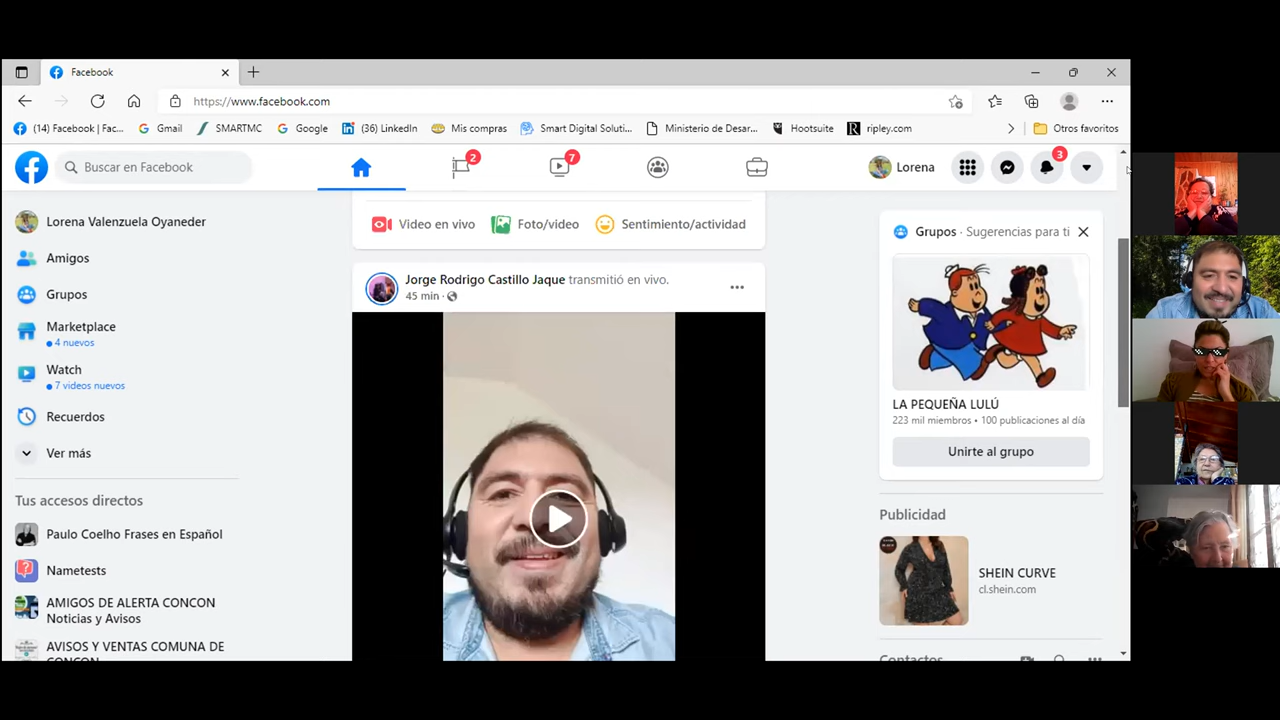 Facebook
https://www.facebook.com
(14) Facebook | Fac...
Gmail
SMARTMC
Google
(36) LinkedIn
Mis compras
Smart Digital Soluti...
Ministerio de Desar...
Hootsuite
ripley.com
Otros favoritos
Buscar en Facebook
2
7
Lorena
3
Lorena Valenzuela Oyaneder
Amigos
Grupos
Marketplace
4 nuevos
Watch
7 videos nuevos
Recuerdos
Ver más
Tus accesos directos
Paulo Coelho Frases en Español
Nametests
AMIGOS DE ALERTA CONCON
Noticias y Avisos
AVISOS Y VENTAS COMUNA DE
CONCON
Video en vivo
Foto/video
Sentimiento/actividad
Jorge Rodrigo Castillo Jaque transmitió en vivo.
45 min ·
Grupos · Sugerencias para ti
LA PEQUEÑA LULÚ
223 mil miembros • 100 publicaciones al día
Unirte al grupo
Publicidad
SHEIN CURVE
cl.shein.com
Contactos